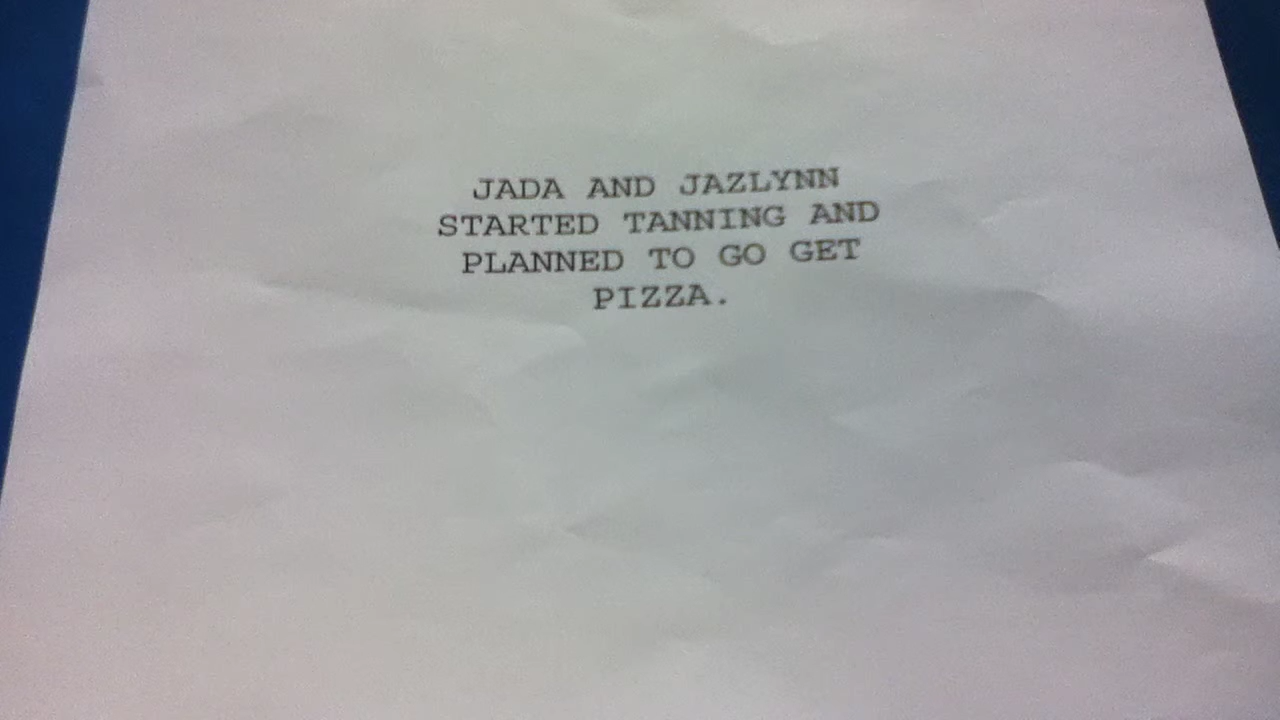 JADA AND JAZLYNN
STARTED TANNING AND
PLANNED TO GO GET
PIZZA.